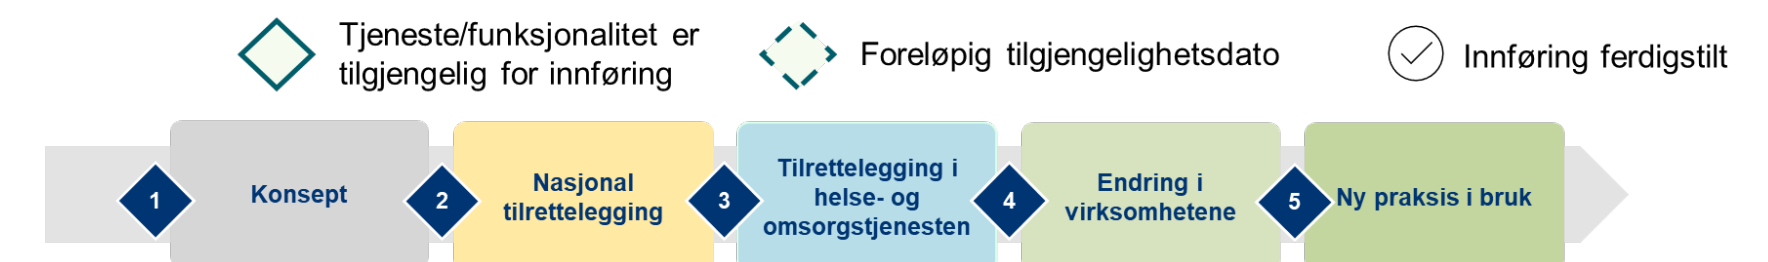 Tjeneste/funksjonalitet er
tilgjengelig for innføring
Foreløpig tilgjengelighetsdato
Innføring ferdigstilt
1
Konsept
2
Nasjonal
tilrettelegging
3
Tilrettelegging i
helse- og
omsorgstjenesten
4
Endring i
virksomhetene
5
Ny praksis i bruk